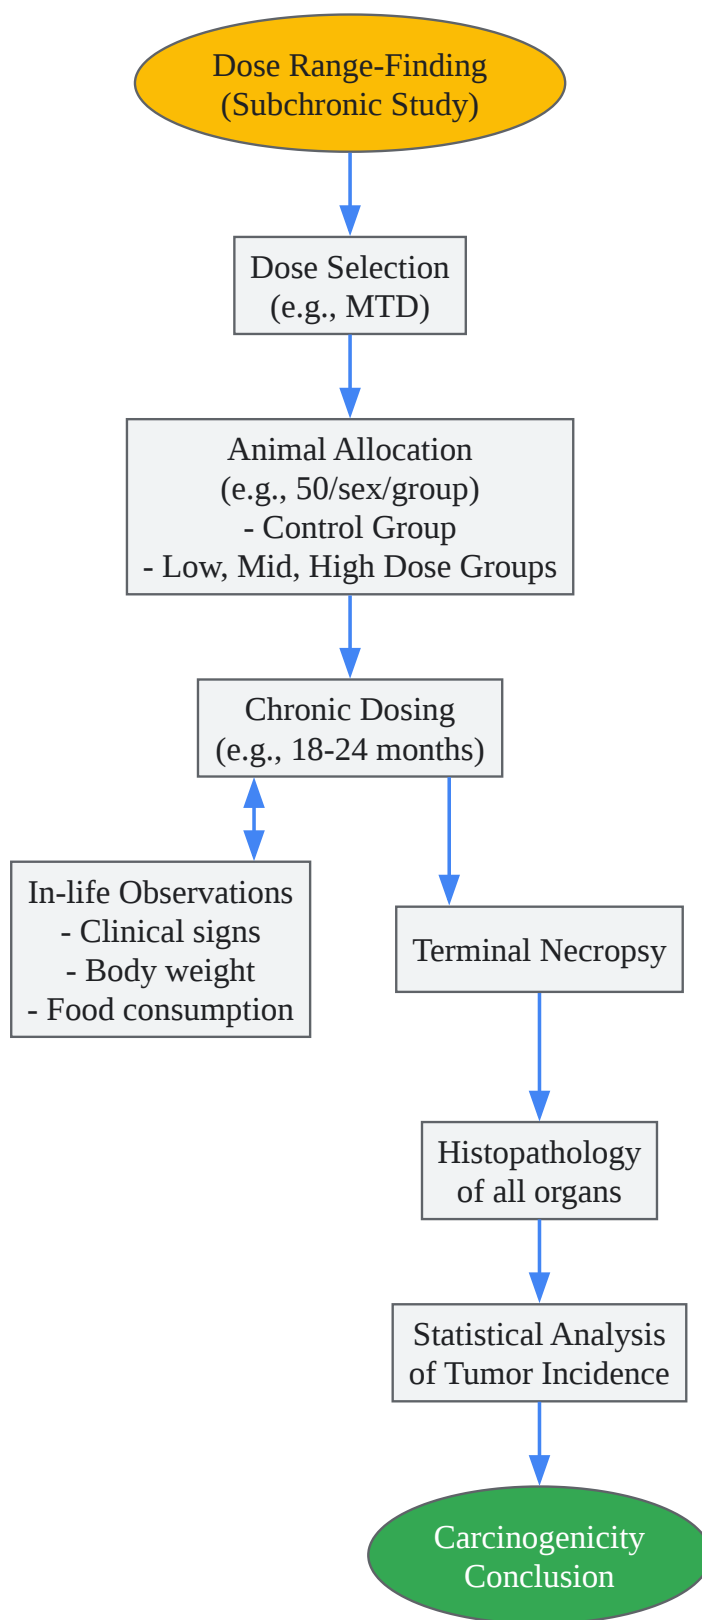 Dose Range-Finding
(Subchronic Study)
Dose Selection
(e.g., MTD)
Animal Allocation
(e.g., 50/sex/group)
- Control Group
- Low, Mid, High Dose Groups
Chronic Dosing
(e.g., 18-24 months)
In-life Observations
- Clinical signs
- Body weight
- Food consumption
Terminal Necropsy
Histopathology
of all organs
Statistical Analysis
of Tumor Incidence
Carcinogenicity
Conclusion